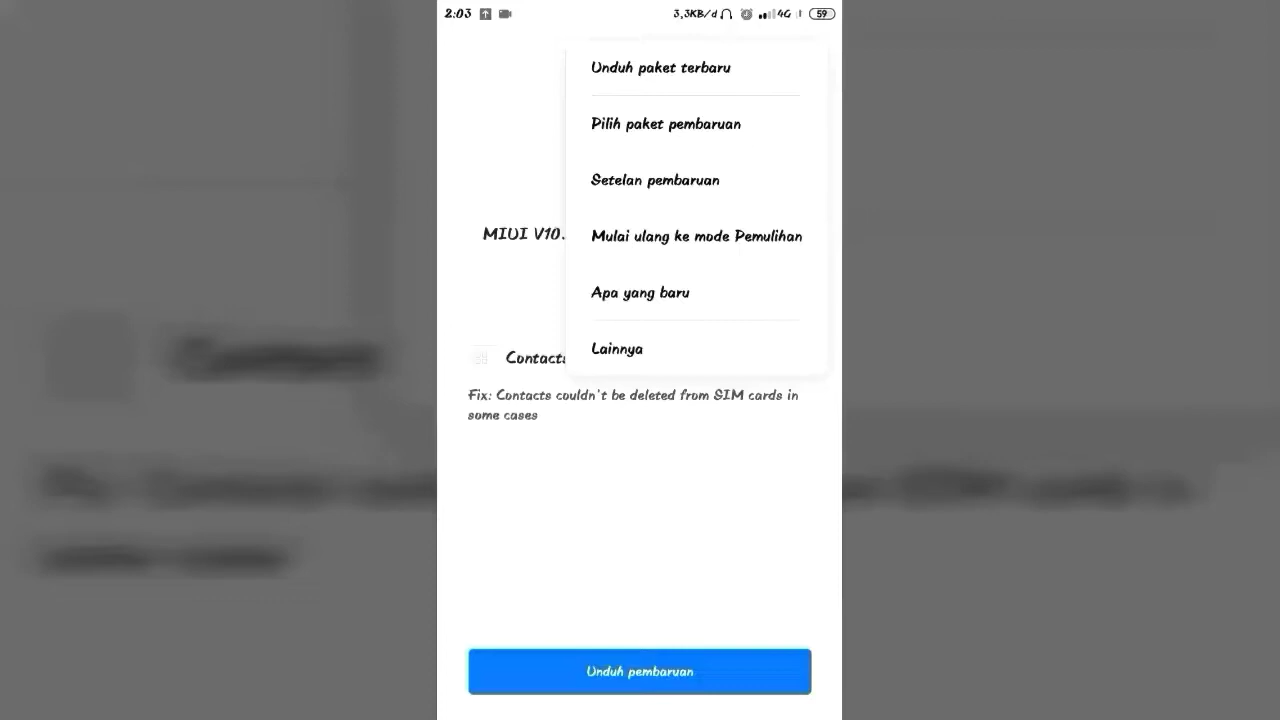 2:03
3,3KB/d 4G 59
Unduh paket terbaru
Pilih paket pembaruan
Setelan pembaruan
MIUI V10.
Mulai ulang ke mode Pemulihan
Apa yang baru
Lainnya
Contacts
Fix: Contacts couldn't be deleted from SIM cards in
some cases
Unduh pembaruan